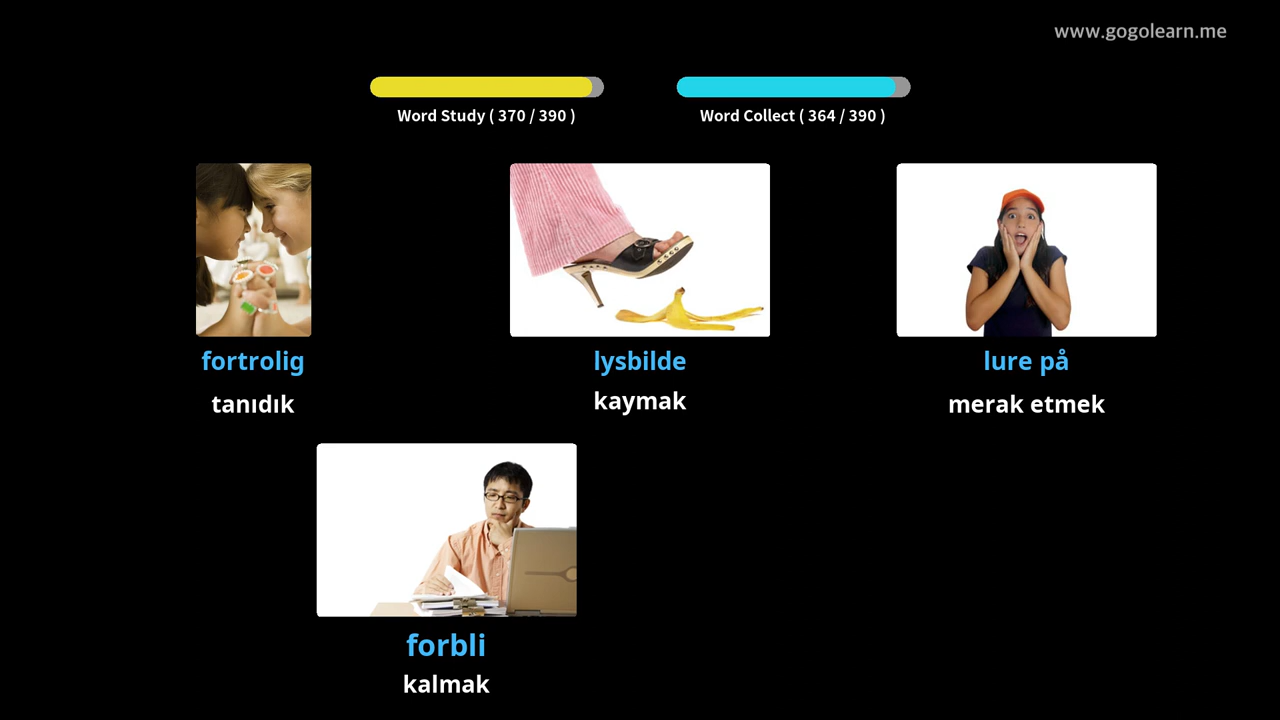 www.gogolearn.me
Word Study ( 370 / 390 )
Word Collect ( 364 / 390 )
fortrolig
tanıdık
lysbilde
kaymak
lure på
merak etmek
forbli
kalmak